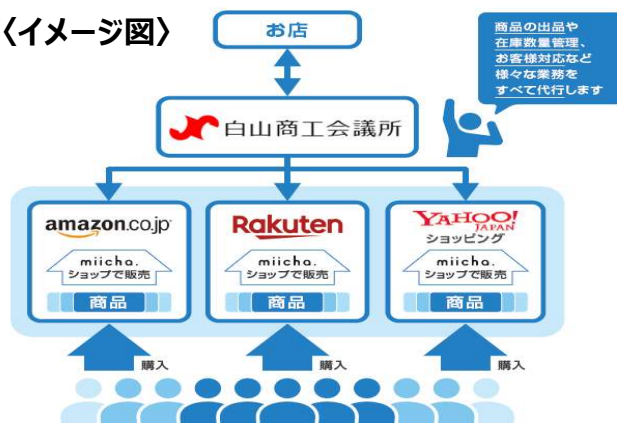 〈イメージ図〉
お店
商品の出品や
在庫数量管理、
お客様対応など
様々な業務を
すべて代行します
白山商工会議所
amazon.co.jp
miicha.
ショップで販売
商品
Rakuten
miicha.
ショップで販売
商品
YAHOO!
JAPAN
ショッピング
miicha.
ショップで販売
商品
購入
購入
購入